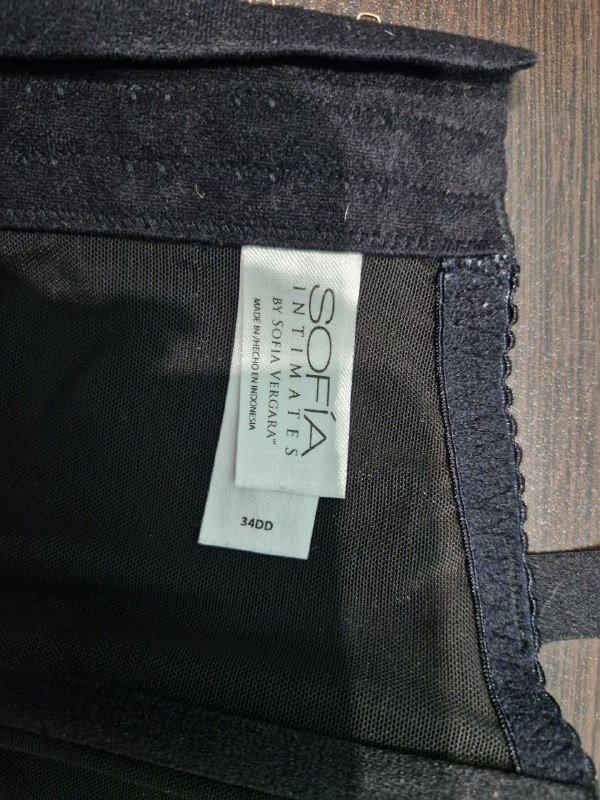 SOFÍA
INTIMATES
BY SOFIA VERGARA™
MADE IN/HECHO EN INDONESIA
34DD